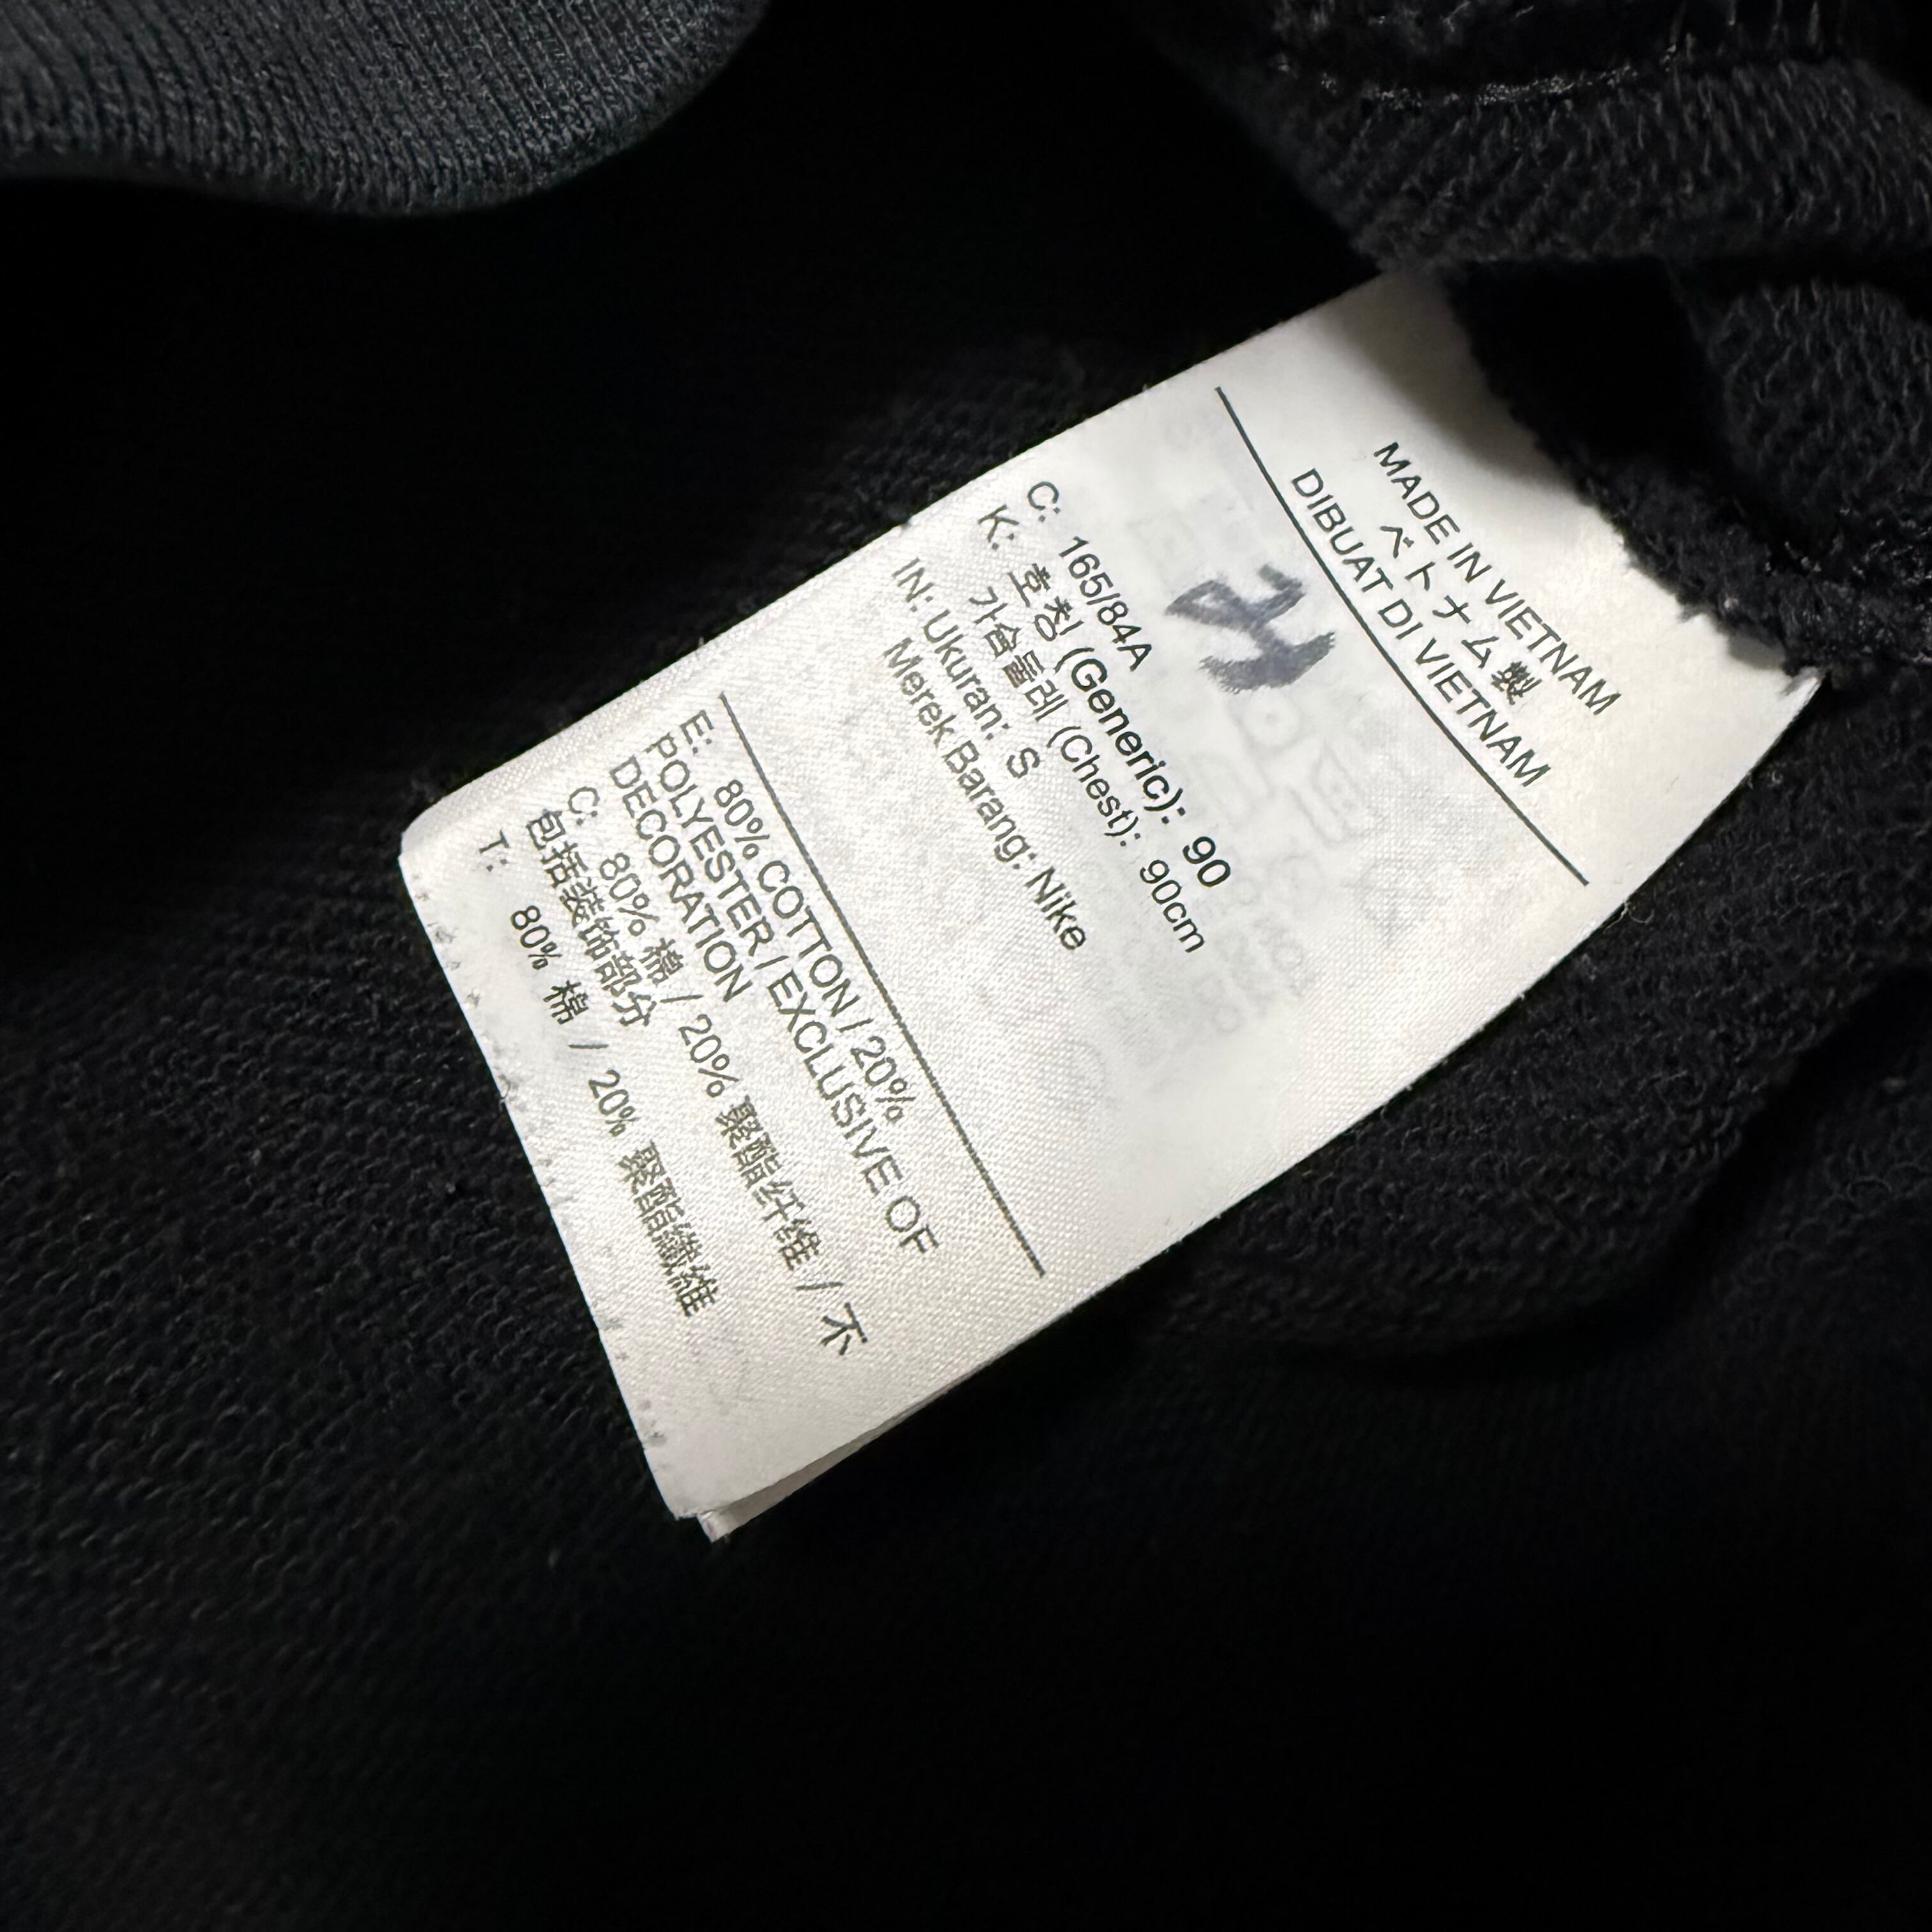 MADE IN VIETNAM
ベトナム製
DIBUAT DI VIETNAM
C: 165/84A
K: 호칭 (Generic): 90
가슴둘레 (Chest): 90cm
IN: Ukuran: S
Merek Barang: Nike
E: 80% COTTON / 20%
POLYESTER / EXCLUSIVE OF
DECORATION
C: 80% 棉 / 20% 聚酯纤维 / 不
包括装饰部分
T: 80% 棉 / 20% 聚酯纖維